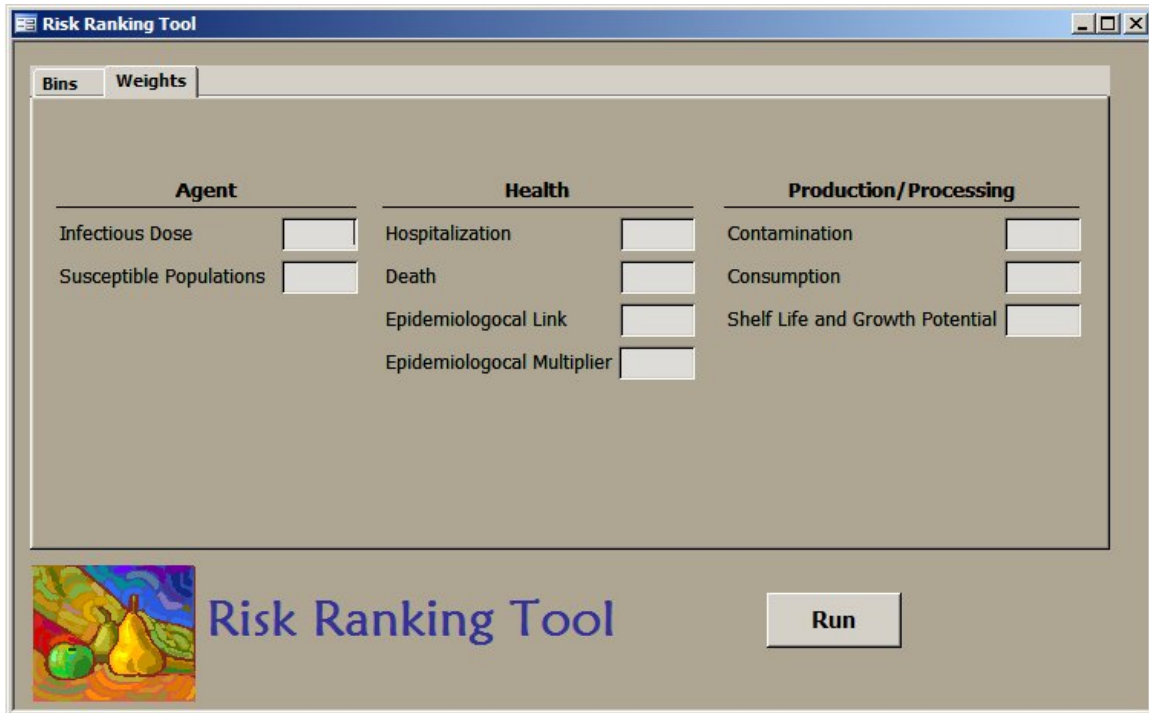 Risk Ranking Tool
Bins Weights
Agent Health Production/Processing
Infectious Dose Hospitalization Contamination
Susceptible Populations Death Consumption
Epidemiologocal Link Shelf Life and Growth Potential
Epidemiologocal Multiplier
Risk Ranking Tool Run